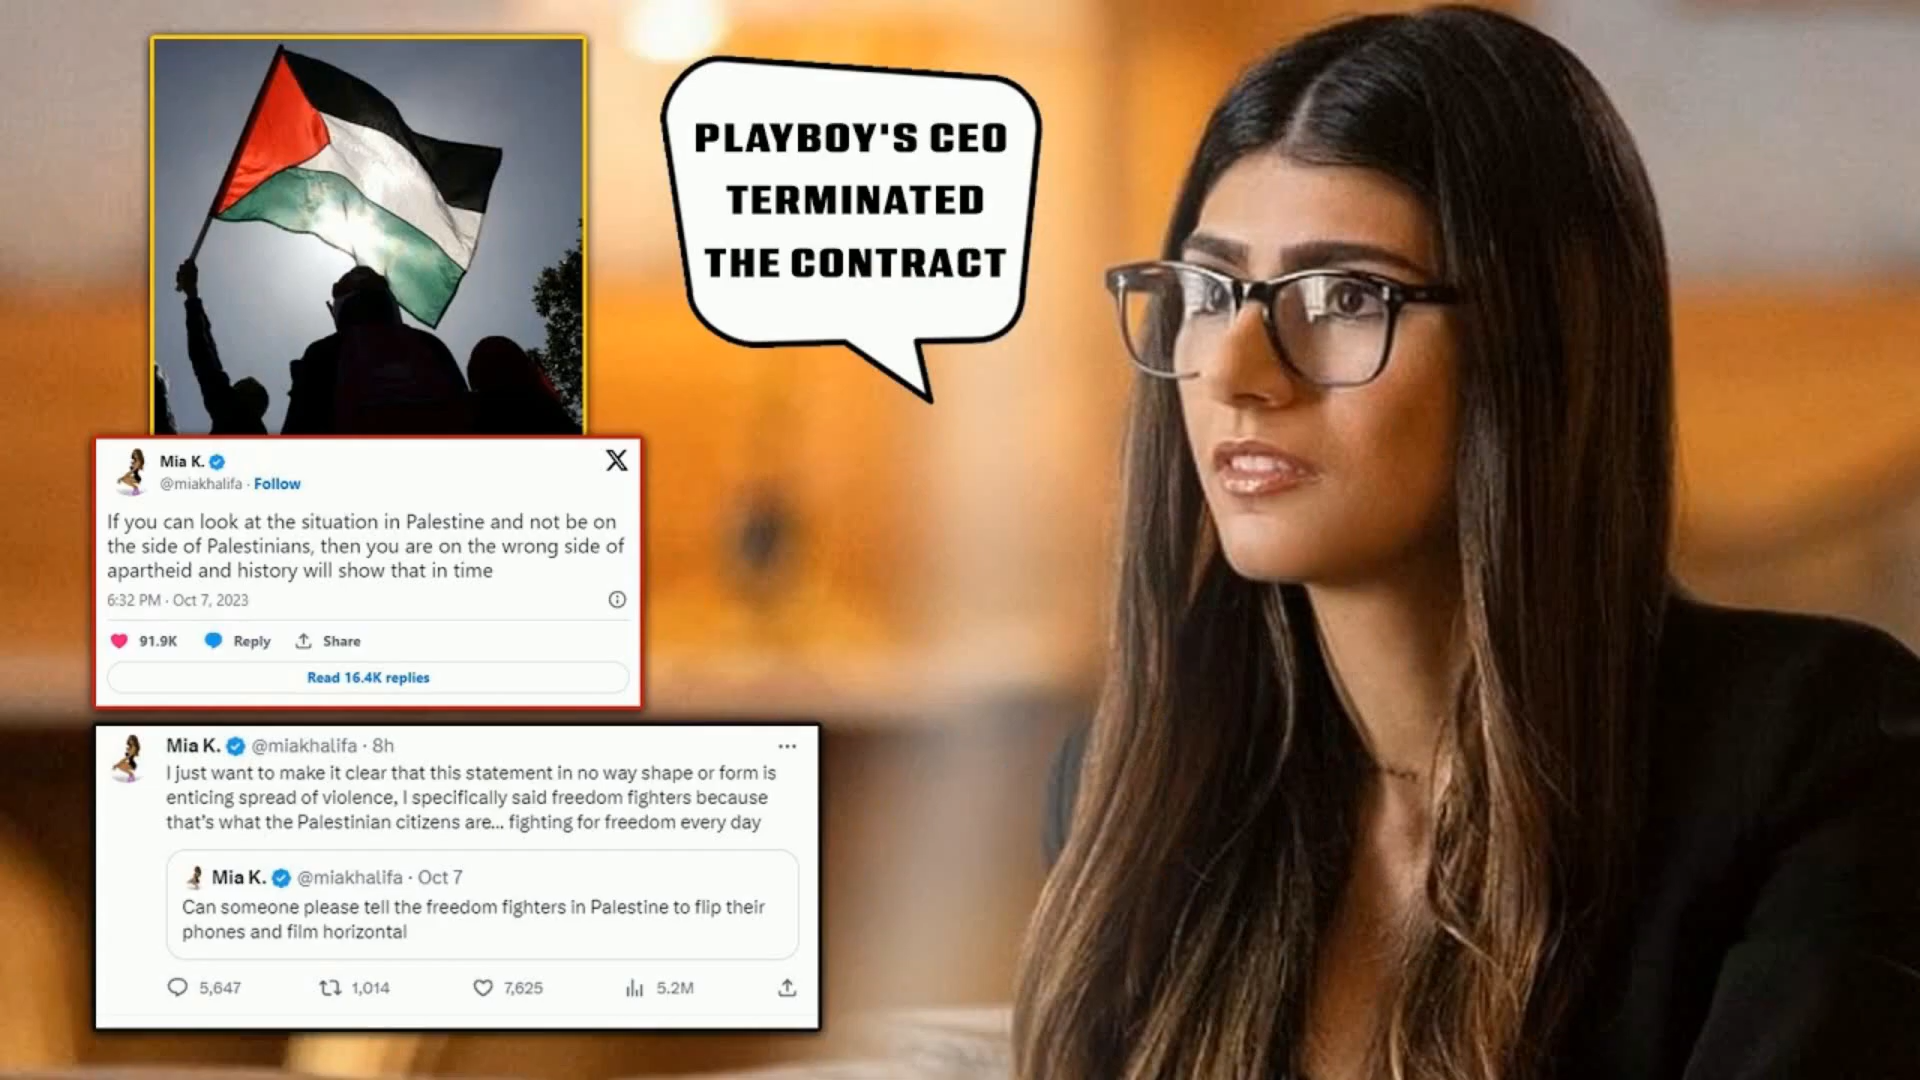 PLAYBOY'S CEO
TERMINATED
THE CONTRACT
Mia K.
@miakhalifa · Follow
If you can look at the situation in Palestine and not be on
the side of Palestinians, then you are on the wrong side of
apartheid and history will show that in time
6:32 PM · Oct 7, 2023
91.9K Reply Share
Read 16.4K replies
Mia K. @miakhalifa · 8h
I just want to make it clear that this statement in no way shape or form is
enticing spread of violence, I specifically said freedom fighters because
that's what the Palestinian citizens are... fighting for freedom every day
Mia K. @miakhalifa · Oct 7
Can someone please tell the freedom fighters in Palestine to flip their
phones and film horizontal
5,647 1,014 7,625 5.2M